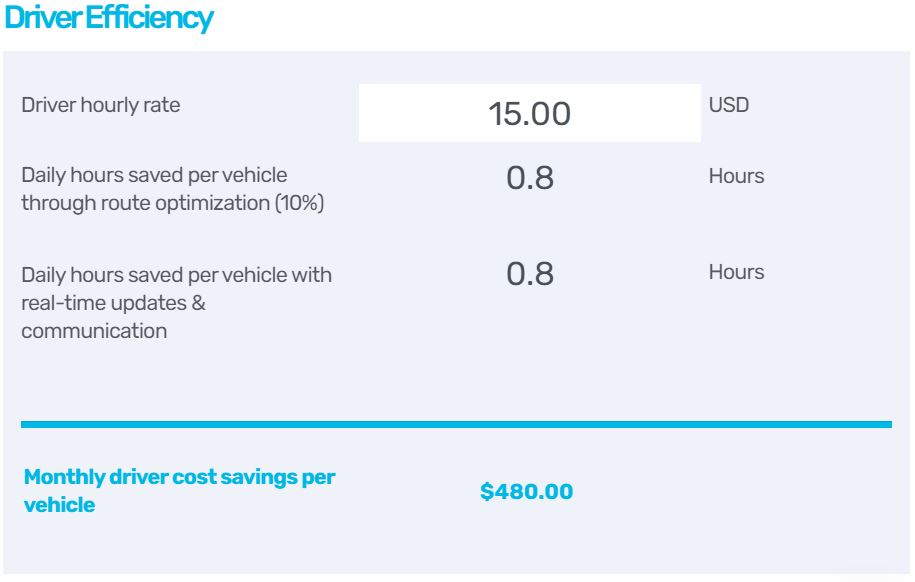 Driver Efficiency
Driver hourly rate 15.00 USD
Daily hours saved per vehicle 0.8 Hours
through route optimization (10%)
Daily hours saved per vehicle with 0.8 Hours
real-time updates &
communication
Monthly driver cost savings per
vehicle
$480.00